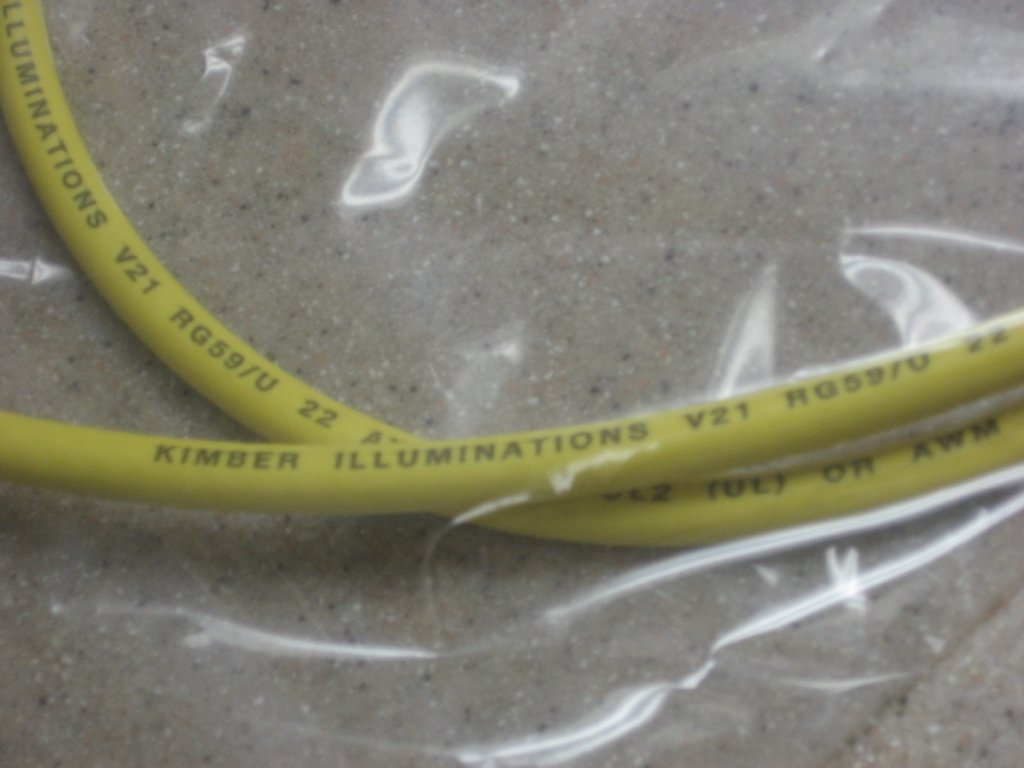 ILLUMINATIONS V21 RG59/U 22
KIMBER ILLUMINATIONS V21 RG59/U 22
(UL) OR AWM